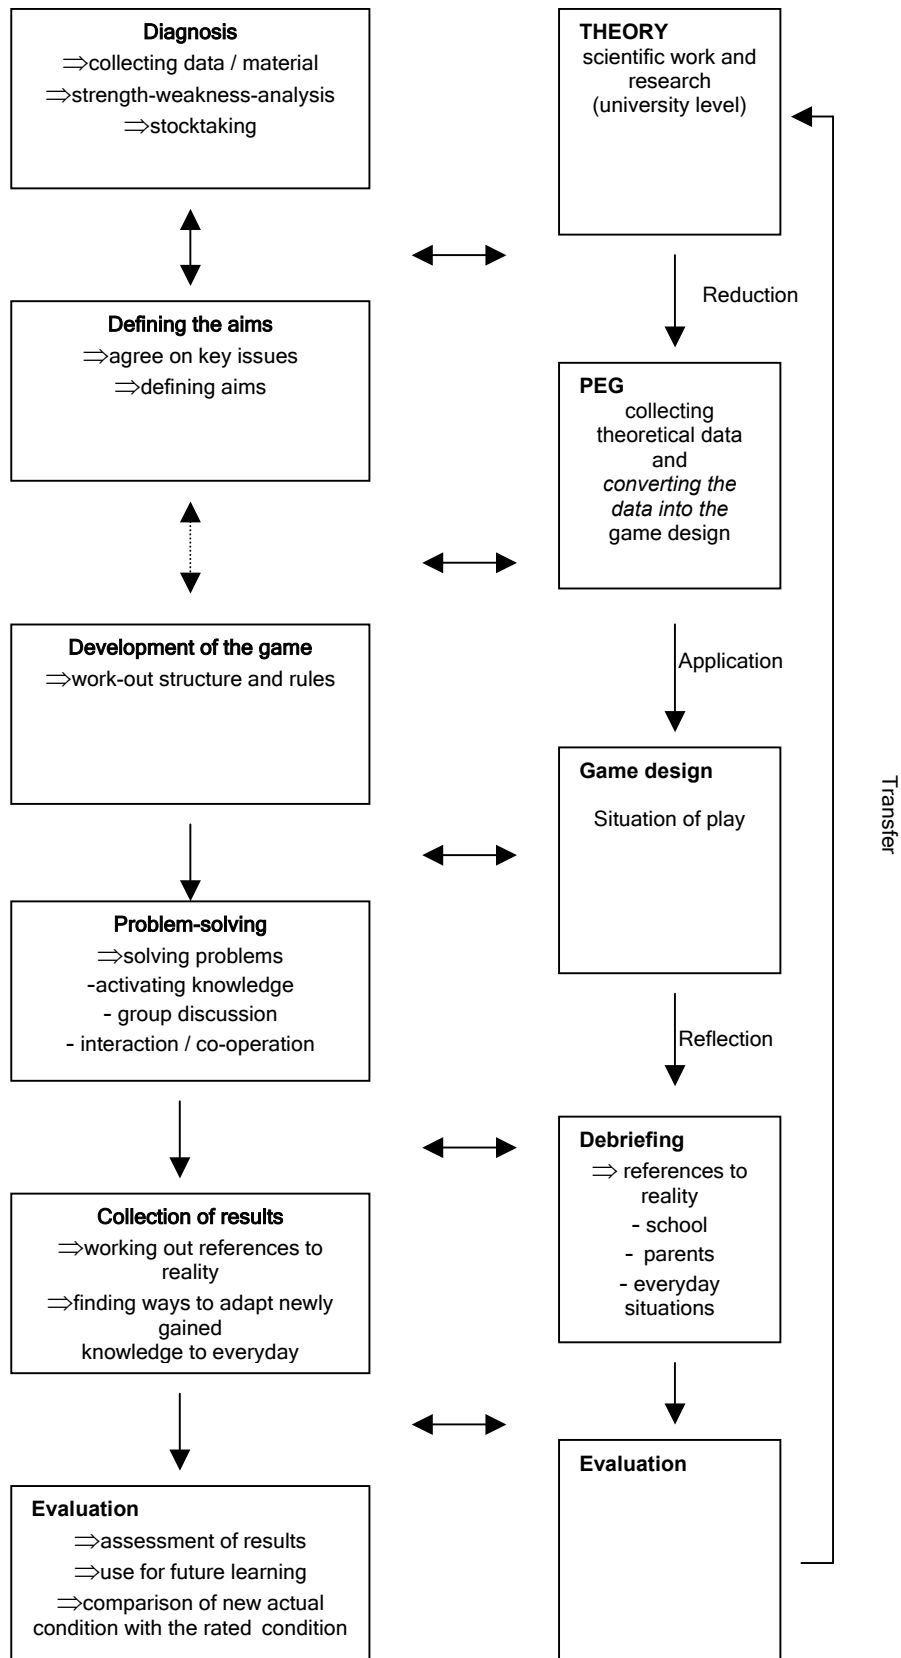 Diagnosis
⇒collecting data / material
⇒strength-weakness-analysis
⇒stocktaking
Defining the aims
⇒agree on key issues
⇒defining aims
Development of the game
⇒work-out structure and rules
Problem-solving
⇒solving problems
-activating knowledge
- group discussion
- interaction / co-operation
Collection of results
⇒working out references to
reality
⇒finding ways to adapt newly
gained
knowledge to everyday
Evaluation
⇒assessment of results
⇒use for future learning
⇒comparison of new actual
condition with the rated condition
THEORY
scientific work and
research
(university level)
Reduction
PEG
collecting
theoretical data
and
converting the
data into the
game design
Application
Game design
Situation of play
Reflection
Debriefing
⇒ references to
reality
- school
- parents
- everyday
situations
Evaluation
Transfer